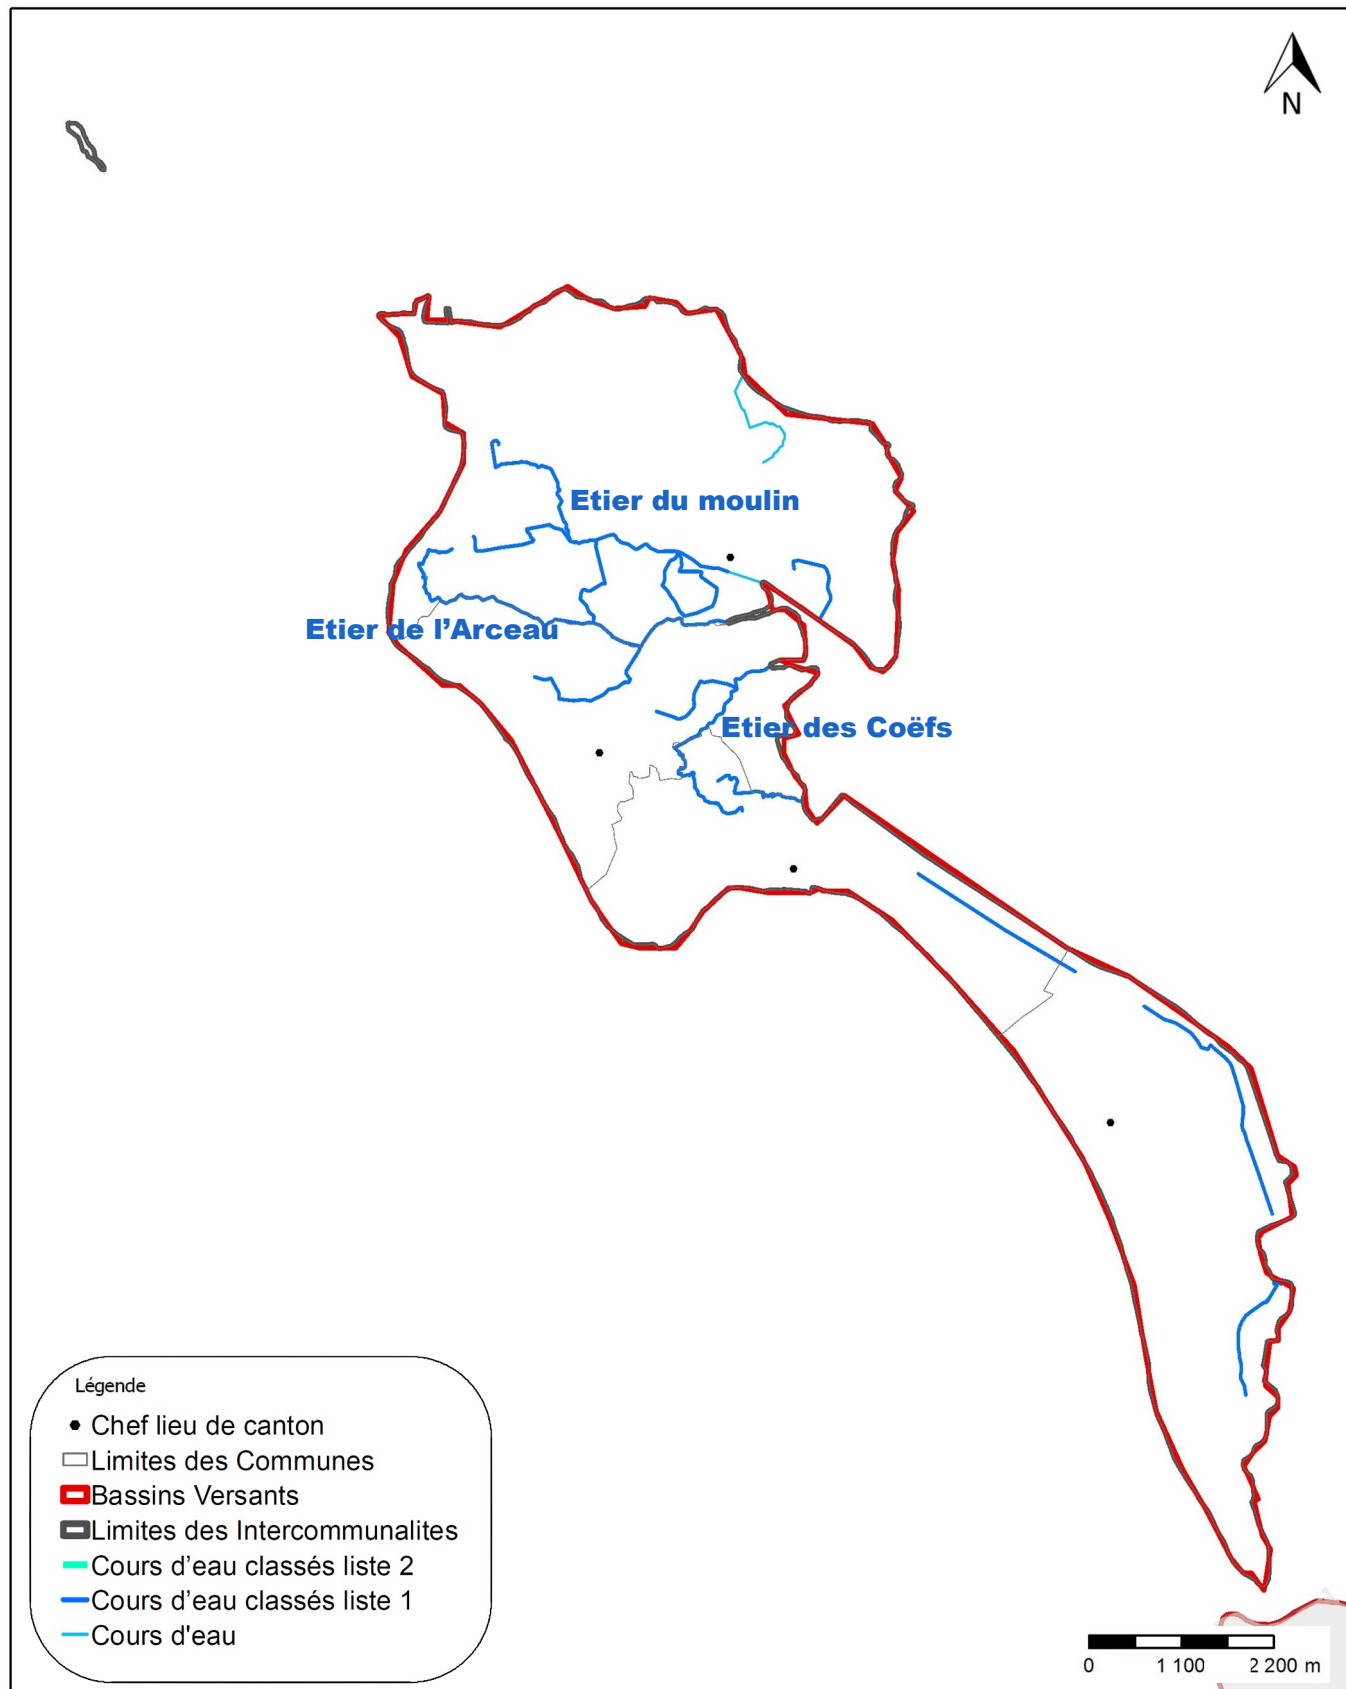 N
Etier du moulin
Etier de l'Arceau
Etier des Coëfs
Légende
Chef lieu de canton
Limites des Communes
Bassins Versants
Limites des Intercommunalites
Cours d'eau classés liste 2
Cours d'eau classés liste 1
Cours d'eau
0 1 100 2 200 m